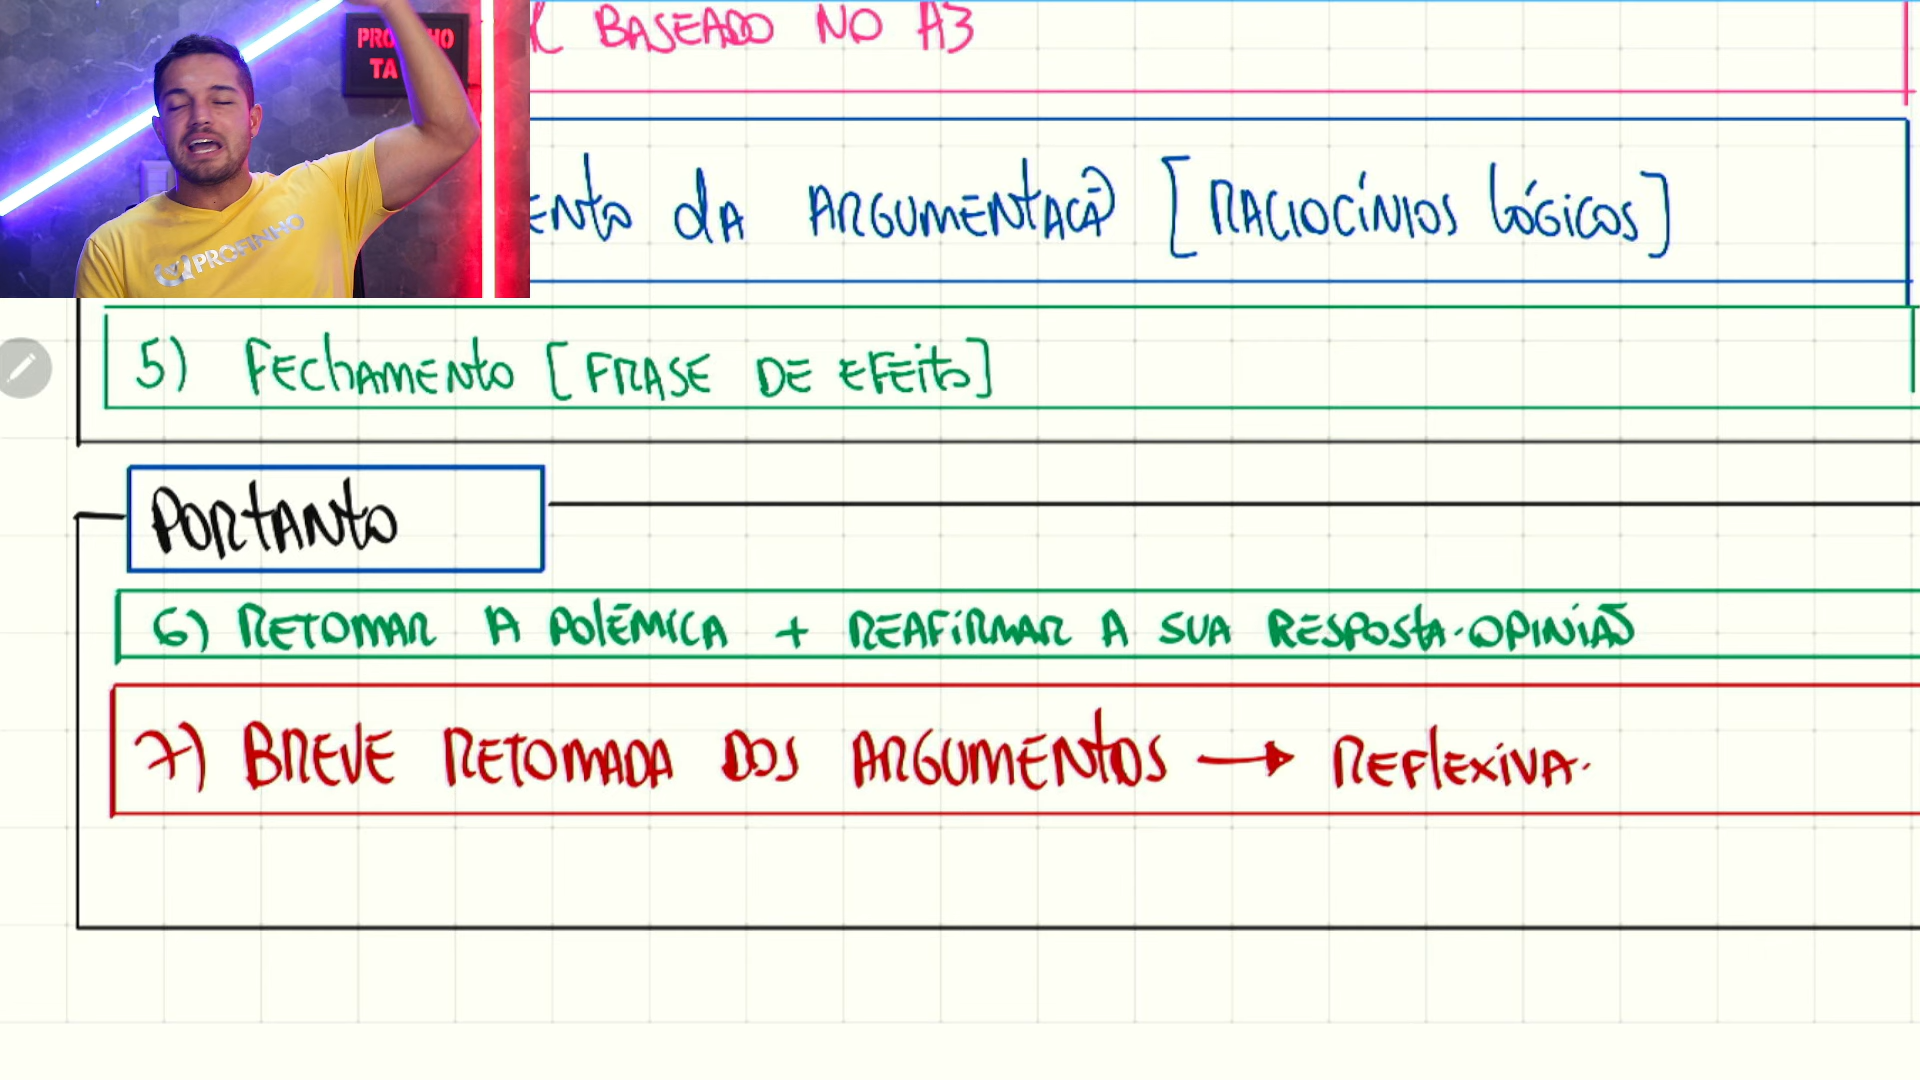 BASEADO NO A3
PROFINHO
DA ARGUMENTAÇÃO [RACIOCÍNIOS LÓGICOS]
5) FECHAMENTO [FRASE DE EFEITO]
PORTANTO
6) RETOMAR A POLÊMICA + REAFIRMAR A SUA RESPOSTA-OPINIÃO
7) BREVE RETOMADA DOS ARGUMENTOS → REFLEXIVA.